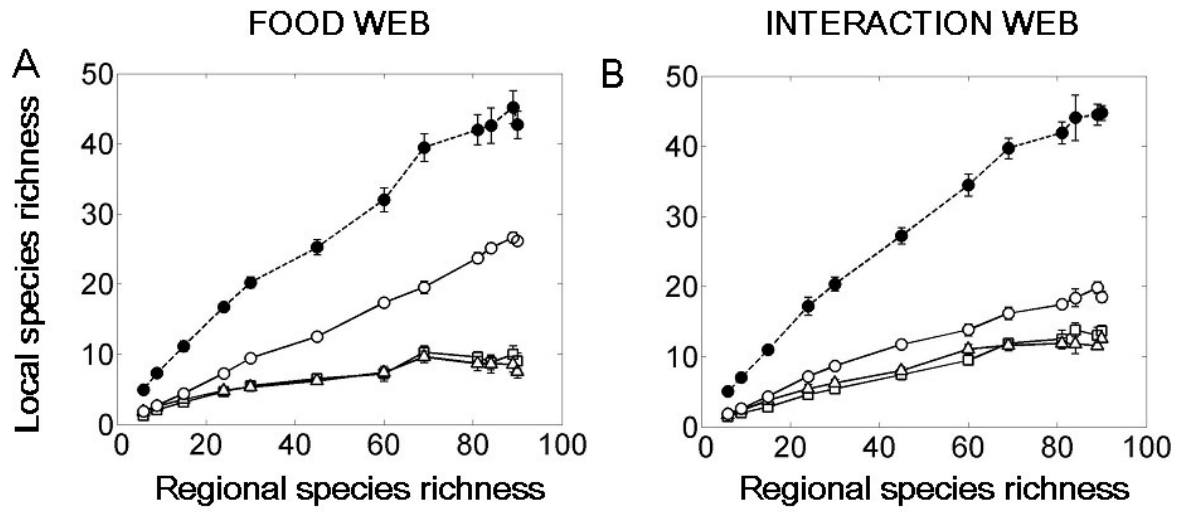 FOOD WEB
INTERACTION WEB
A
B
Local species richness
50
40
30
20
10
0
0 20 40 60 80 100
Regional species richness
50
40
30
20
10
0
0 20 40 60 80 100
Regional species richness